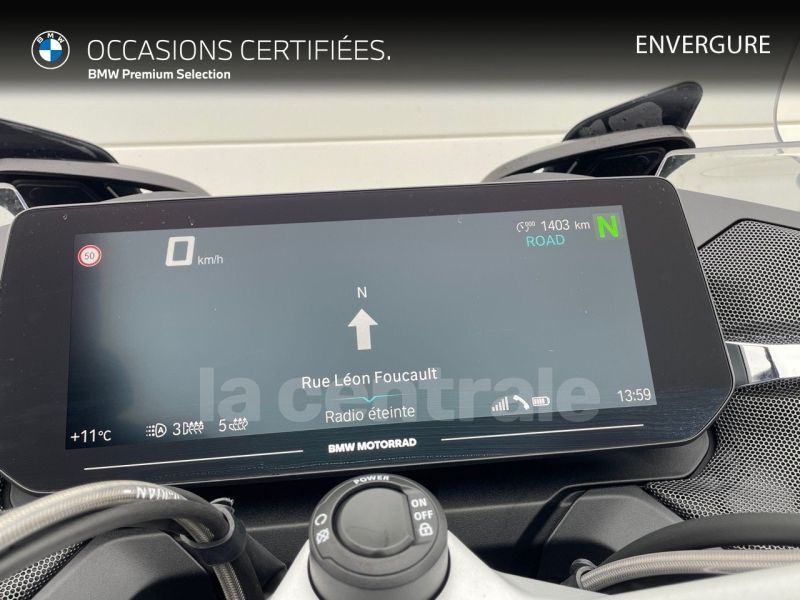 BMW
OCCASIONS CERTIFIÉES.
BMW Premium Selection
ENVERGURE
50
0 km/h
1403 km
N
ROAD
N
Rue Léon Foucault
la centrale
Radio éteinte
+11°C
A 3 5
13:59
BMW MOTORRAD
POWER
ON
OFF